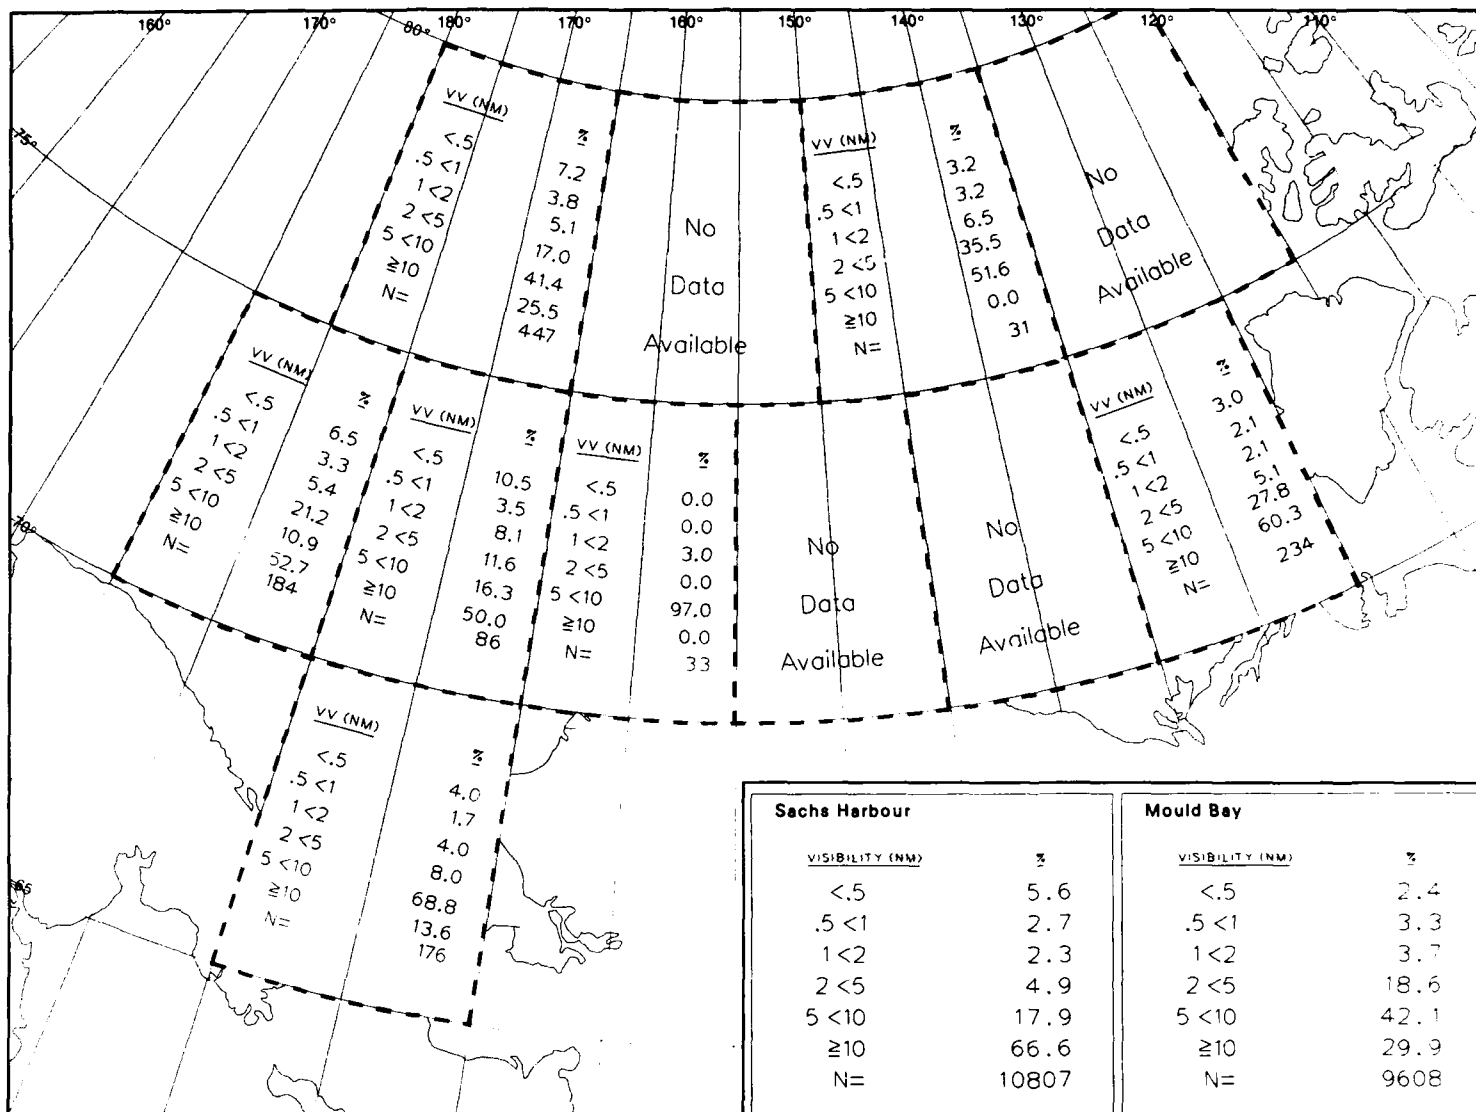 160° 170° 180° 170° 160° 150° 140° 130° 120° 110°
80°
75°
70°
65
VV (NM) %
<.5 7.2
.5 <1 3.8
1 <2 5.1
2 <5 17.0
5 <10 41.4
≥10 25.5
N= 447
No
Data
Available
VV (NM) %
<.5 3.2
.5 <1 3.2
1 <2 6.5
2 <5 35.5
5 <10 51.6
≥10 0.0
N= 31
No
Data
Available
VV (NM) %
<.5 6.5
.5 <1 3.3
1 <2 5.4
2 <5 21.2
5 <10 10.9
≥10 52.7
N= 184
VV (NM) %
<.5 10.5
.5 <1 3.5
1 <2 8.1
2 <5 11.6
5 <10 16.3
≥10 50.0
N= 86
VV (NM) %
<.5 0.0
.5 <1 0.0
1 <2 3.0
2 <5 0.0
5 <10 97.0
≥10 0.0
N= 33
No
Data
Available
No
Data
Available
VV (NM) %
<.5 3.0
.5 <1 2.1
1 <2 2.1
2 <5 5.1
5 <10 27.8
≥10 60.3
N= 234
VV (NM) %
<.5 4.0
.5 <1 1.7
1 <2 4.0
2 <5 8.0
5 <10 68.8
≥10 13.6
N= 176
Sachs Harbour
VISIBILITY (NM) %
<.5 5.6
.5 <1 2.7
1 <2 2.3
2 <5 4.9
5 <10 17.9
≥10 66.6
N= 10807
Mould Bay
VISIBILITY (NM) %
<.5 2.4
.5 <1 3.3
1 <2 3.7
2 <5 18.6
5 <10 42.1
≥10 29.9
N= 9608